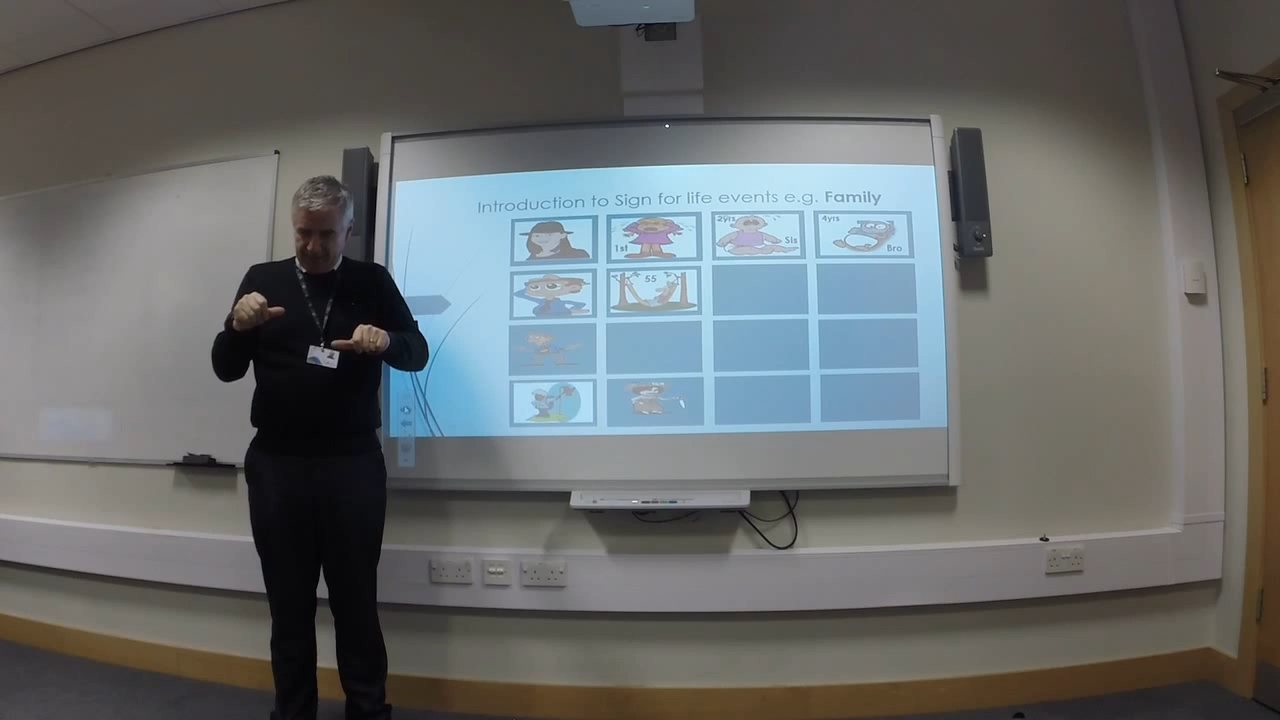 Introduction to Sign for life events e.g. Family
1st
2yrs
Sis
4yrs
Bro
55